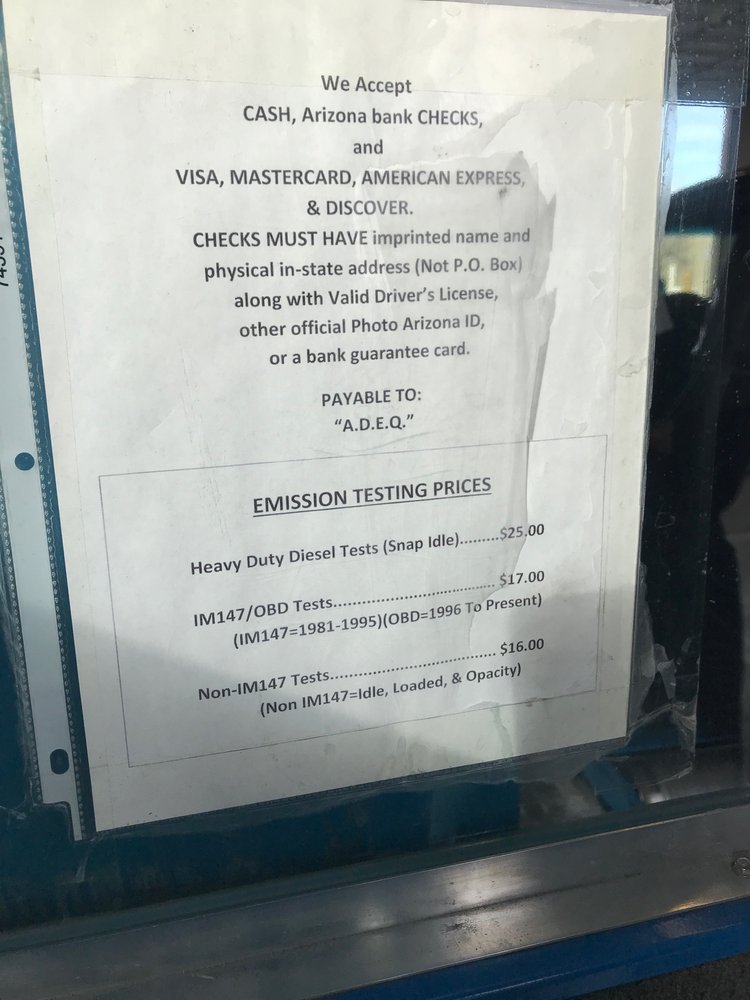 We Accept
CASH, Arizona bank CHECKS,
and
VISA, MASTERCARD, AMERICAN EXPRESS,
& DISCOVER.
CHECKS MUST HAVE imprinted name and
physical in-state address (Not P.O. Box)
along with Valid Driver's License,
other official Photo Arizona ID,
or a bank guarantee card.
PAYABLE TO:
"A.D.E.Q."
EMISSION TESTING PRICES
Heavy Duty Diesel Tests (Snap Idle).........$25.00
IM147/OBD Tests....................................... $17.00
(IM147=1981-1995)(OBD=1996 To Present)
Non-IM147 Tests....................................... $16.00
(Non IM147=Idle, Loaded, & Opacity)